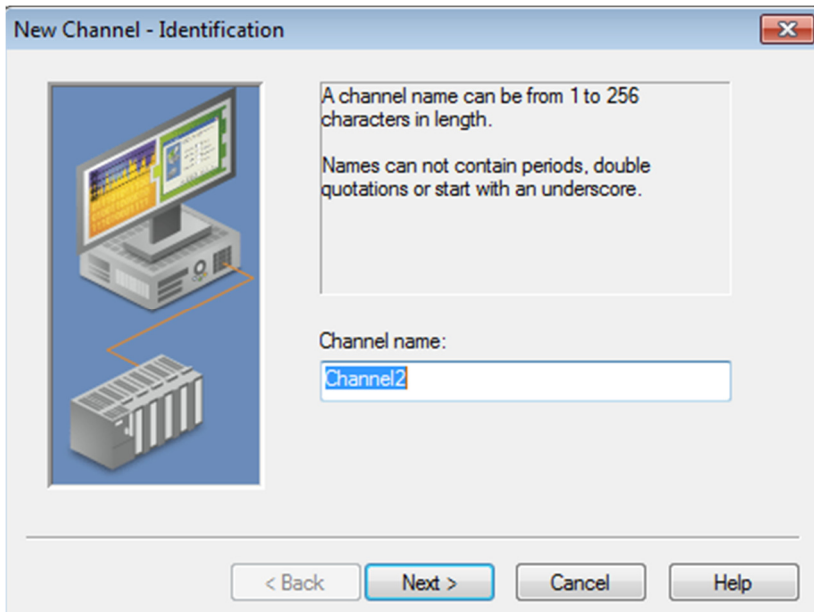 New Channel - Identification
A channel name can be from 1 to 256
characters in length.
Names can not contain periods, double
quotations or start with an underscore.
Channel name:
Channel2
< Back
Next >
Cancel
Help